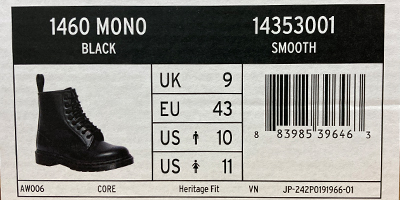 1460 MONO
BLACK
14353001
SMOOTH
UK 9
EU 43
US 10
US 11
8 83985 39646 3
AW006 CORE Heritage Fit VN JP-242P0191966-01